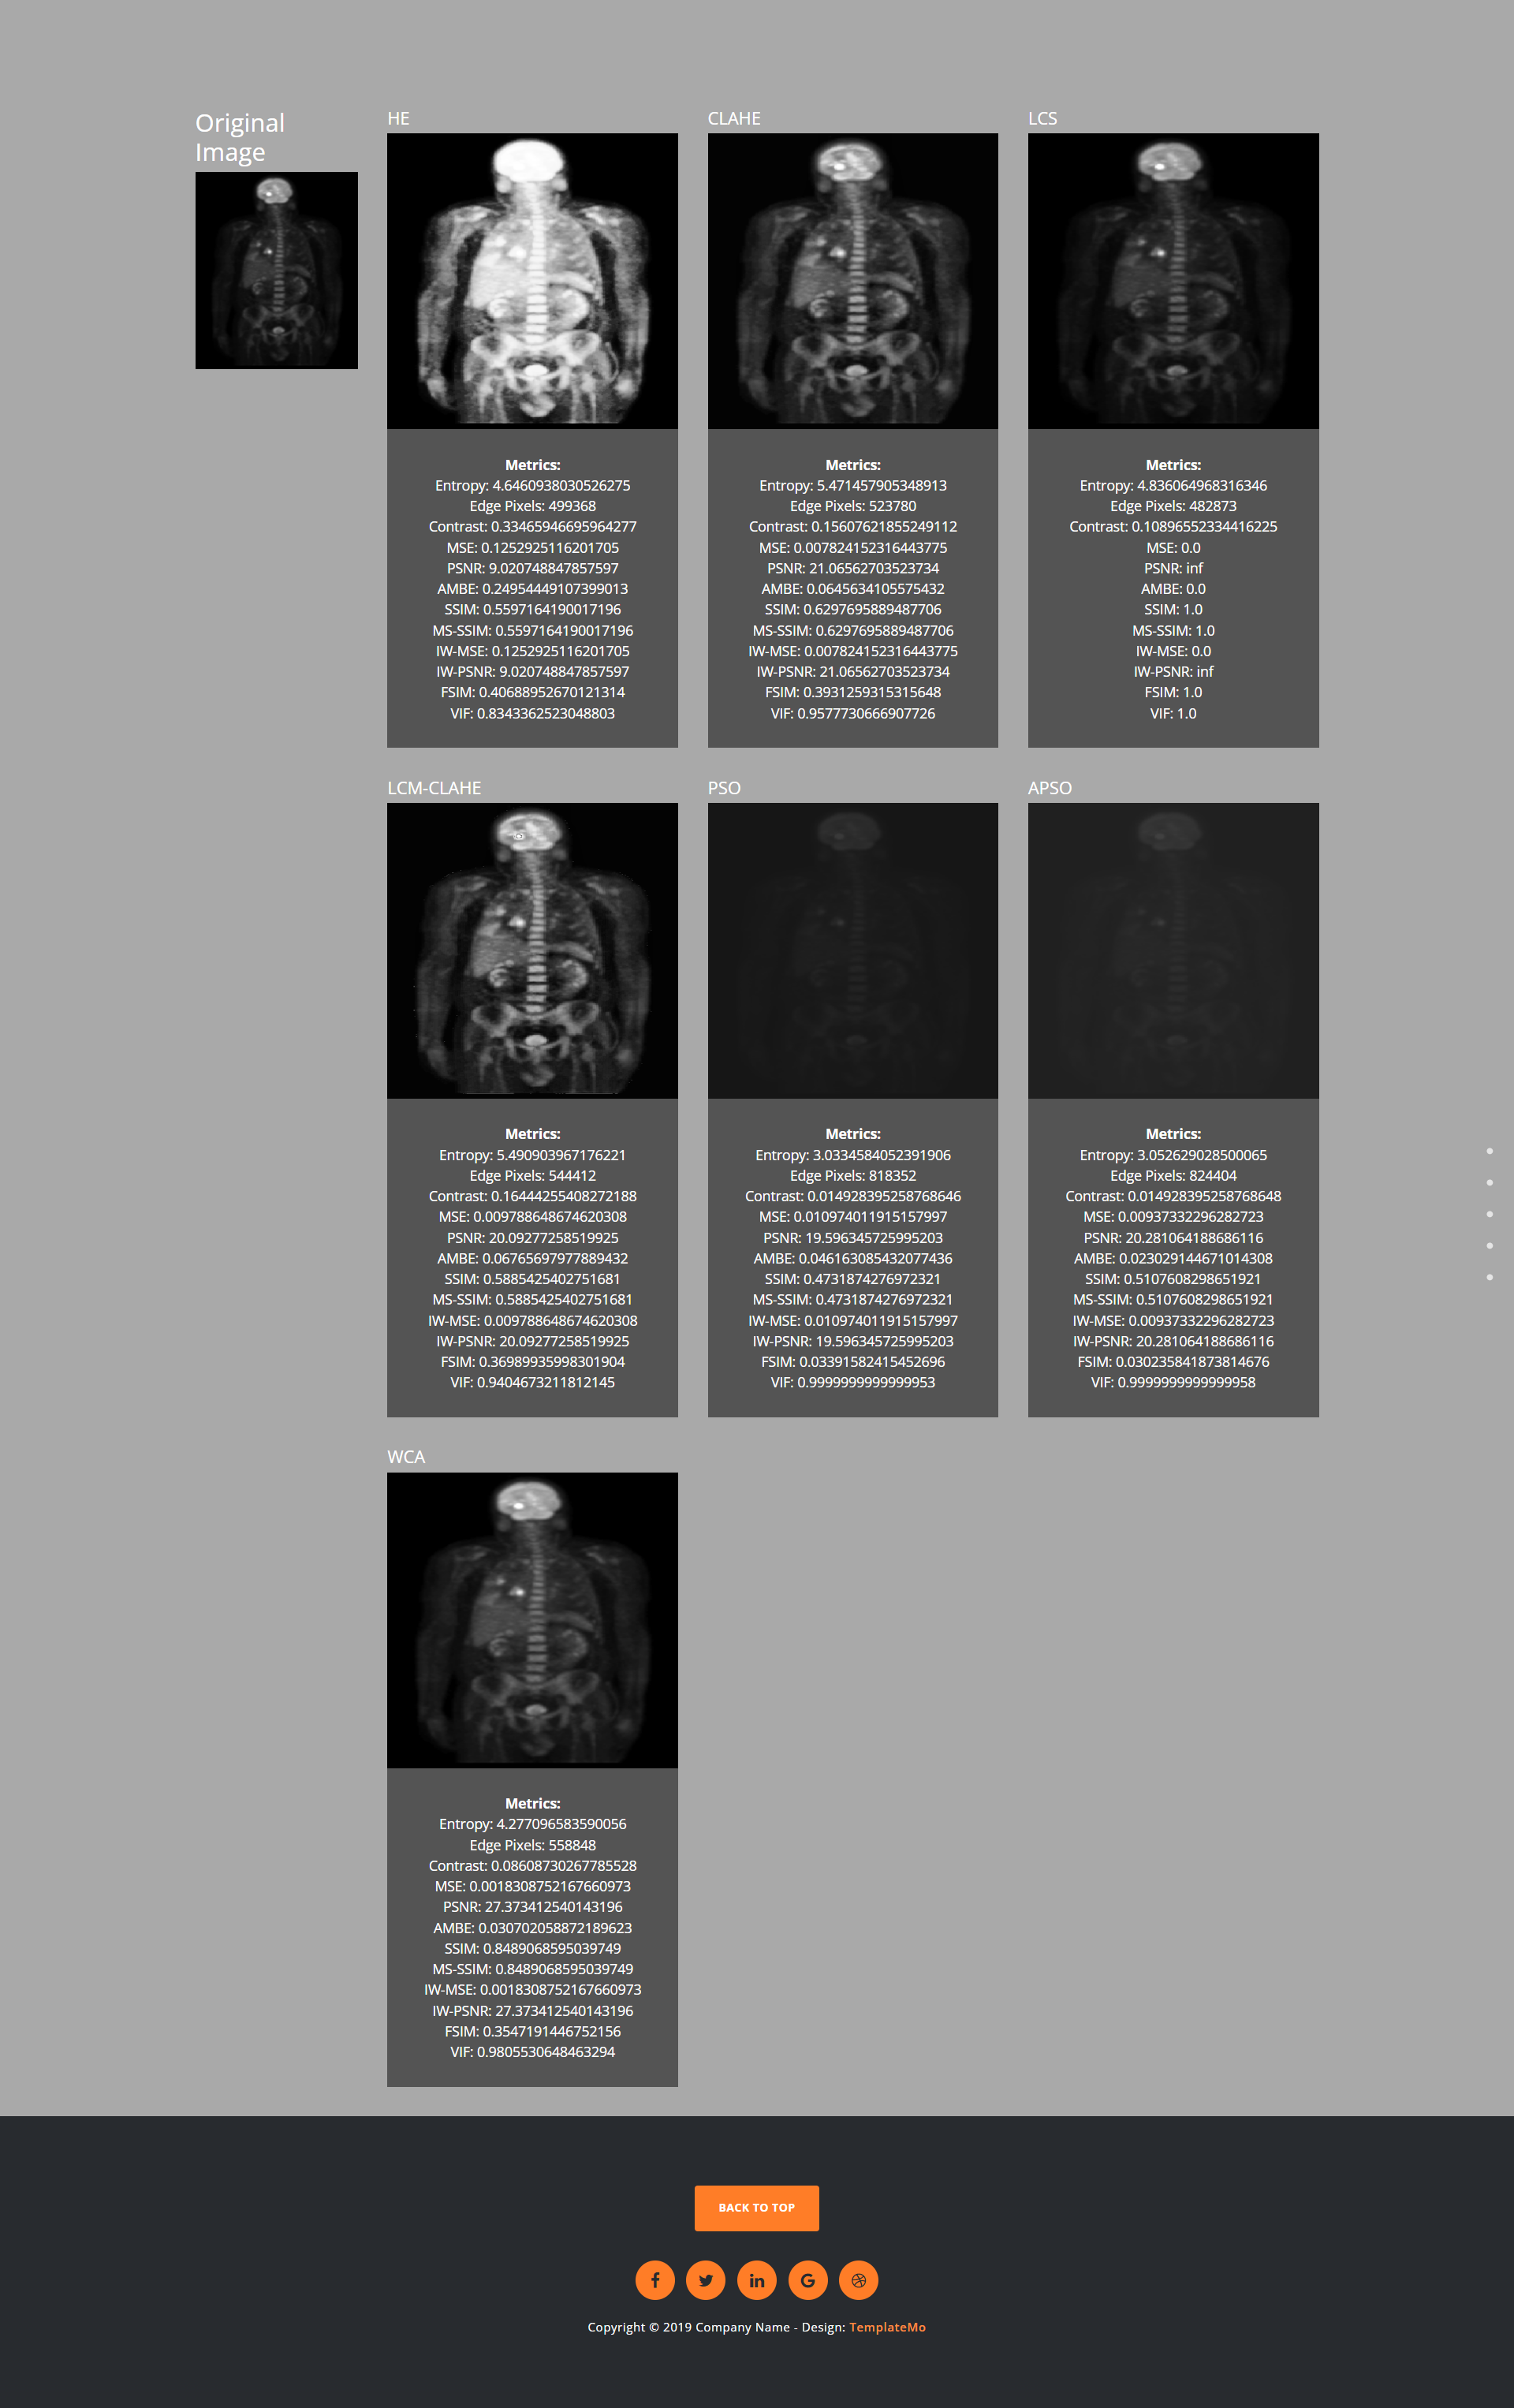 Original
Image
HE
Metrics:
Entropy: 4.6460938030526275
Edge Pixels: 499368
Contrast: 0.33465946695964277
MSE: 0.1252925116201705
PSNR: 9.020748847857597
AMBE: 0.24954449107399013
SSIM: 0.5597164190017196
MS-SSIM: 0.5597164190017196
IW-MSE: 0.1252925116201705
IW-PSNR: 9.020748847857597
FSIM: 0.40688952670121314
VIF: 0.8343362523048803
CLAHE
Metrics:
Entropy: 5.471457905348913
Edge Pixels: 523780
Contrast: 0.15607621855249112
MSE: 0.007824152316443775
PSNR: 21.06562703523734
AMBE: 0.0645634105575432
SSIM: 0.6297695889487706
MS-SSIM: 0.6297695889487706
IW-MSE: 0.007824152316443775
IW-PSNR: 21.06562703523734
FSIM: 0.3931259315315648
VIF: 0.9577730666907726
LCS
Metrics:
Entropy: 4.836064968316346
Edge Pixels: 482873
Contrast: 0.10896552334416225
MSE: 0.0
PSNR: inf
AMBE: 0.0
SSIM: 1.0
MS-SSIM: 1.0
IW-MSE: 0.0
IW-PSNR: inf
FSIM: 1.0
VIF: 1.0
LCM-CLAHE
Metrics:
Entropy: 5.490903967176221
Edge Pixels: 544412
Contrast: 0.16444255408272188
MSE: 0.009788648674620308
PSNR: 20.09277258519925
AMBE: 0.06765697977889432
SSIM: 0.5885425402751681
MS-SSIM: 0.5885425402751681
IW-MSE: 0.009788648674620308
IW-PSNR: 20.09277258519925
FSIM: 0.36989935998301904
VIF: 0.9404673211812145
PSO
Metrics:
Entropy: 3.0334584052391906
Edge Pixels: 818352
Contrast: 0.014928395258768646
MSE: 0.010974011915157997
PSNR: 19.596345725995203
AMBE: 0.046163085432077436
SSIM: 0.4731874276972321
MS-SSIM: 0.4731874276972321
IW-MSE: 0.010974011915157997
IW-PSNR: 19.596345725995203
FSIM: 0.03391582415452696
VIF: 0.9999999999999953
APSO
Metrics:
Entropy: 3.052629028500065
Edge Pixels: 824404
Contrast: 0.014928395258768648
MSE: 0.00937332296282723
PSNR: 20.281064188686116
AMBE: 0.023029144671014308
SSIM: 0.5107608298651921
MS-SSIM: 0.5107608298651921
IW-MSE: 0.00937332296282723
IW-PSNR: 20.281064188686116
FSIM: 0.030235841873814676
VIF: 0.9999999999999958
WCA
Metrics:
Entropy: 4.277096583590056
Edge Pixels: 558848
Contrast: 0.08608730267785528
MSE: 0.0018308752167660973
PSNR: 27.373412540143196
AMBE: 0.030702058872189623
SSIM: 0.8489068595039749
MS-SSIM: 0.8489068595039749
IW-MSE: 0.0018308752167660973
IW-PSNR: 27.373412540143196
FSIM: 0.3547191446752156
VIF: 0.9805530648463294
BACK TO TOP
Copyright © 2019 Company Name - Design: TemplateMo